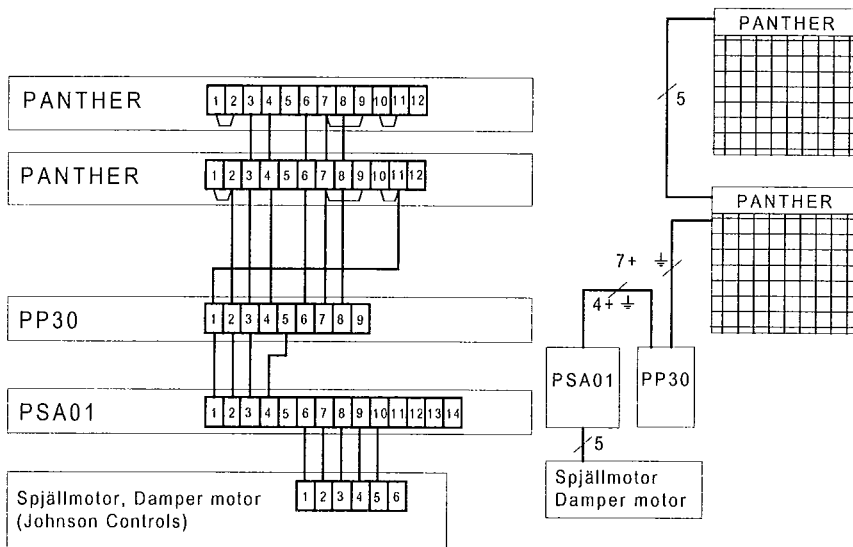 PANTHER 1 2 3 4 5 6 7 8 9 10 11 12
PANTHER 1 2 3 4 5 6 7 8 9 10 11 12
PP30 1 2 3 4 5 6 7 8 9
PSA01 1 2 3 4 5 6 7 8 9 10 11 12 13 14
Spjällmotor, Damper motor 1 2 3 4 5 6
(Johnson Controls)
PANTHER
5
PANTHER
7+
4+
PSA01
PP30
5
Spjällmotor
Damper motor